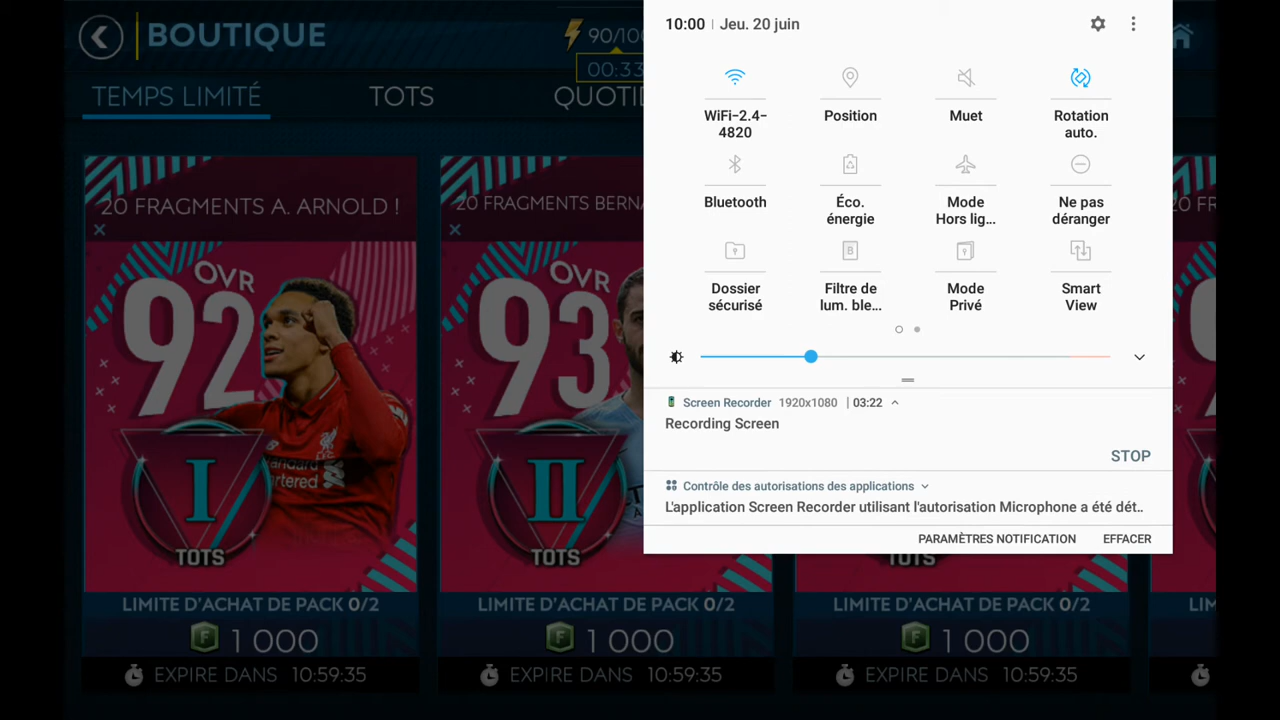 BOUTIQUE
90/100
00:33
TEMPS LIMITÉ
TOTS
20 FRAGMENTS A. ARNOLD !
OVR
92
I
TOTS
LIMITE D'ACHAT DE PACK 0/2
F
1 000
EXPIRE DANS 10:59:35
20 FRAGMENTS
OVR
93
II
TOTS
LIMITE D'ACHAT DE PACK 0/2
F
1 000
EXPIRE DANS 10:59:35
TOTS
LIMITE D'ACHAT DE PACK 0/2
F
1 000
EXPIRE DANS 10:59:35
Standard
Chartered
10:00 | Jeu. 20 juin
WiFi-2.4-
4820
Position
Muet
Rotation
auto.
Bluetooth
Éco.
énergie
Mode
Hors lig...
Ne pas
déranger
Dossier
sécurisé
B
Filtre de
lum. ble...
Mode
Privé
Smart
View
Screen Recorder 1920x1080 | 03:22
Recording Screen
STOP
Contrôle des autorisations des applications
L'application Screen Recorder utilisant l'autorisation Microphone a été dét..
PARAMÈTRES NOTIFICATION
EFFACER